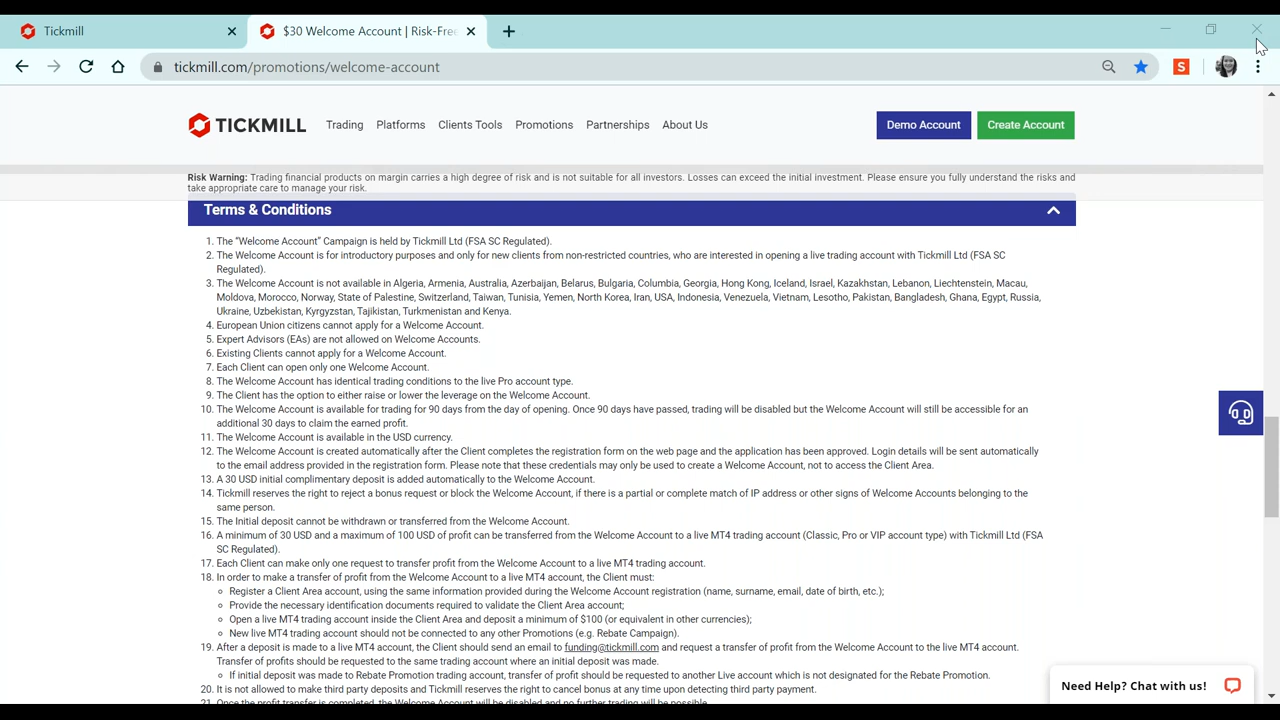 Tickmill
$30 Welcome Account | Risk-Free
tickmill.com/promotions/welcome-account
S
TICKMILL
Trading
Platforms
Clients Tools
Promotions
Partnerships
About Us
Demo Account
Create Account
Risk Warning: Trading financial products on margin carries a high degree of risk and is not suitable for all investors. Losses can exceed the initial investment. Please ensure you fully understand the risks and
take appropriate care to manage your risk.
Terms & Conditions
1. The “Welcome Account” Campaign is held by Tickmill Ltd (FSA SC Regulated).
2. The Welcome Account is for introductory purposes and only for new clients from non-restricted countries, who are interested in opening a live trading account with Tickmill Ltd (FSA SC
Regulated).
3. The Welcome Account is not available in Algeria, Armenia, Australia, Azerbaijan, Belarus, Bulgaria, Columbia, Georgia, Hong Kong, Iceland, Israel, Kazakhstan, Lebanon, Liechtenstein, Macau,
Moldova, Morocco, Norway, State of Palestine, Switzerland, Taiwan, Tunisia, Yemen, North Korea, Iran, USA, Indonesia, Venezuela, Vietnam, Lesotho, Pakistan, Bangladesh, Ghana, Egypt, Russia,
Ukraine, Uzbekistan, Kyrgyzstan, Tajikistan, Turkmenistan and Kenya.
4. European Union citizens cannot apply for a Welcome Account.
5. Expert Advisors (EAs) are not allowed on Welcome Accounts.
6. Existing Clients cannot apply for a Welcome Account.
7. Each Client can open only one Welcome Account.
8. The Welcome Account has identical trading conditions to the live Pro account type.
9. The Client has the option to either raise or lower the leverage on the Welcome Account.
10. The Welcome Account is available for trading for 90 days from the day of opening. Once 90 days have passed, trading will be disabled but the Welcome Account will still be accessible for an
additional 30 days to claim the earned profit.
11. The Welcome Account is available in the USD currency.
12. The Welcome Account is created automatically after the Client completes the registration form on the web page and the application has been approved. Login details will be sent automatically
to the email address provided in the registration form. Please note that these credentials may only be used to create a Welcome Account, not to access the Client Area.
13. A 30 USD initial complimentary deposit is added automatically to the Welcome Account.
14. Tickmill reserves the right to reject a bonus request or block the Welcome Account, if there is a partial or complete match of IP address or other signs of Welcome Accounts belonging to the
same person.
15. The Initial deposit cannot be withdrawn or transferred from the Welcome Account.
16. A minimum of 30 USD and a maximum of 100 USD of profit can be transferred from the Welcome Account to a live MT4 trading account (Classic, Pro or VIP account type) with Tickmill Ltd (FSA
SC Regulated).
17. Each Client can make only one request to transfer profit from the Welcome Account to a live MT4 trading account.
18. In order to make a transfer of profit from the Welcome Account to a live MT4 account, the Client must:
Register a Client Area account, using the same information provided during the Welcome Account registration (name, surname, email, date of birth, etc.);
Provide the necessary identification documents required to validate the Client Area account;
Open a live MT4 trading account inside the Client Area and deposit a minimum of $100 (or equivalent in other currencies);
New live MT4 trading account should not be connected to any other Promotions (e.g. Rebate Campaign).
19. After a deposit is made to a live MT4 account, the Client should send an email to funding@tickmill.com and request a transfer of profit from the Welcome Account to the live MT4 account.
Transfer of profits should be requested to the same trading account where an initial deposit was made.
If initial deposit was made to Rebate Promotion trading account, transfer of profit should be requested to another Live account which is not designated for the Rebate Promotion.
20. It is not allowed to make third party deposits and Tickmill reserves the right to cancel bonus at any time upon detecting third party payment.
21. Once the profit transfer is completed, the Welcome Account will be disabled and no further trading will be possible.
Need Help? Chat with us!